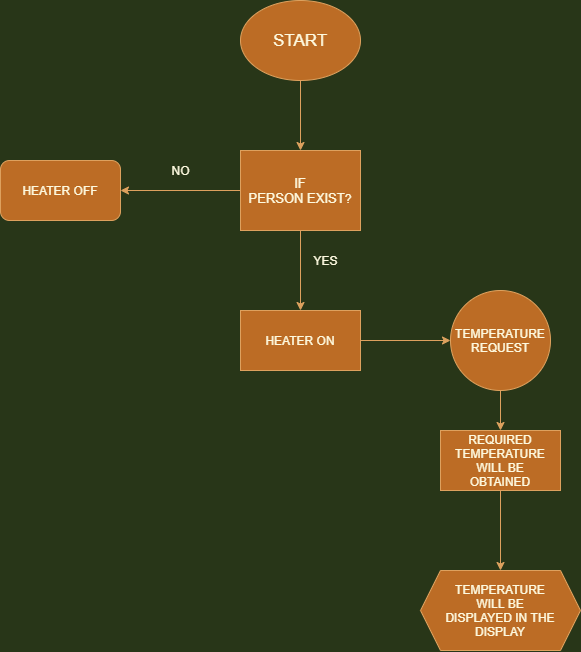 START
NO
IF
PERSON EXIST?
HEATER OFF
YES
HEATER ON
TEMPERATURE
REQUEST
REQUIRED
TEMPERATURE
WILL BE
OBTAINED
TEMPERATURE
WILL BE
DISPLAYED IN THE
DISPLAY